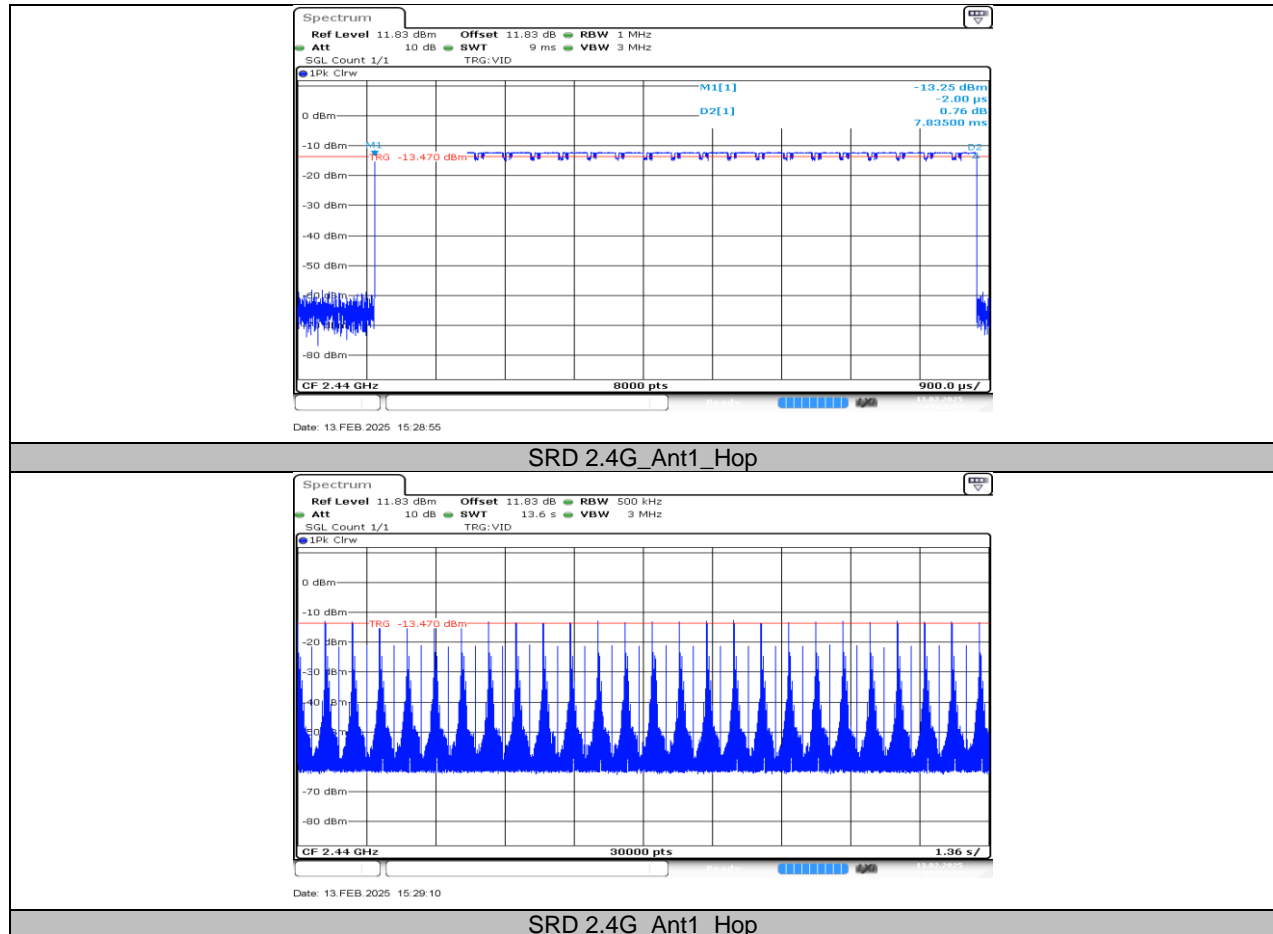 Spectrum
Ref Level 11.83 dBm Offset 11.83 dB RBW 1 MHz
Att 10 dB SWT 9 ms VBW 3 MHz
SGL Count 1/1 TRG:VID
1Pk Clrw
M1[1] -13.25 dBm
-2.00 µs
D2[1] 0.76 dB
7.83500 ms
0 dBm
-10 dBm
M1
D2
TRG -13.470 dBm
-20 dBm
-30 dBm
-40 dBm
-50 dBm
-80 dBm
CF 2.44 GHz 8000 pts 900.0 µs/
Date: 13.FEB.2025 15:28:55
SRD 2.4G_Ant1_Hop
Spectrum
Ref Level 11.83 dBm Offset 11.83 dB RBW 500 kHz
Att 10 dB SWT 13.6 s VBW 3 MHz
SGL Count 1/1 TRG:VID
1Pk Clrw
0 dBm
-10 dBm
TRG -13.470 dBm
-20 dBm
-30 dBm
-70 dBm
-80 dBm
CF 2.44 GHz 30000 pts 1.36 s/
Date: 13.FEB.2025 15:29:10
SRD 2.4G_Ant1_Hop